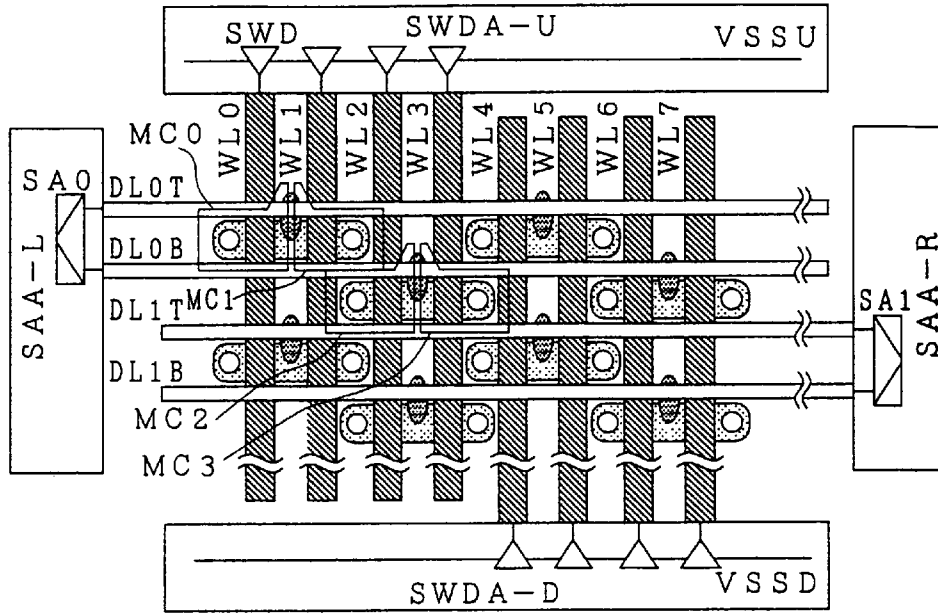 SWD SWDA-U VSSU
WL0 WL1 WL2 WL3 WL4 WL5 WL6 WL7
MC0
SA0
DL0T
DL0B
SAA-L
MC1
DL1T
SA1
SAA-R
DL1B
MC2
MC3
SWDA-D VSSD